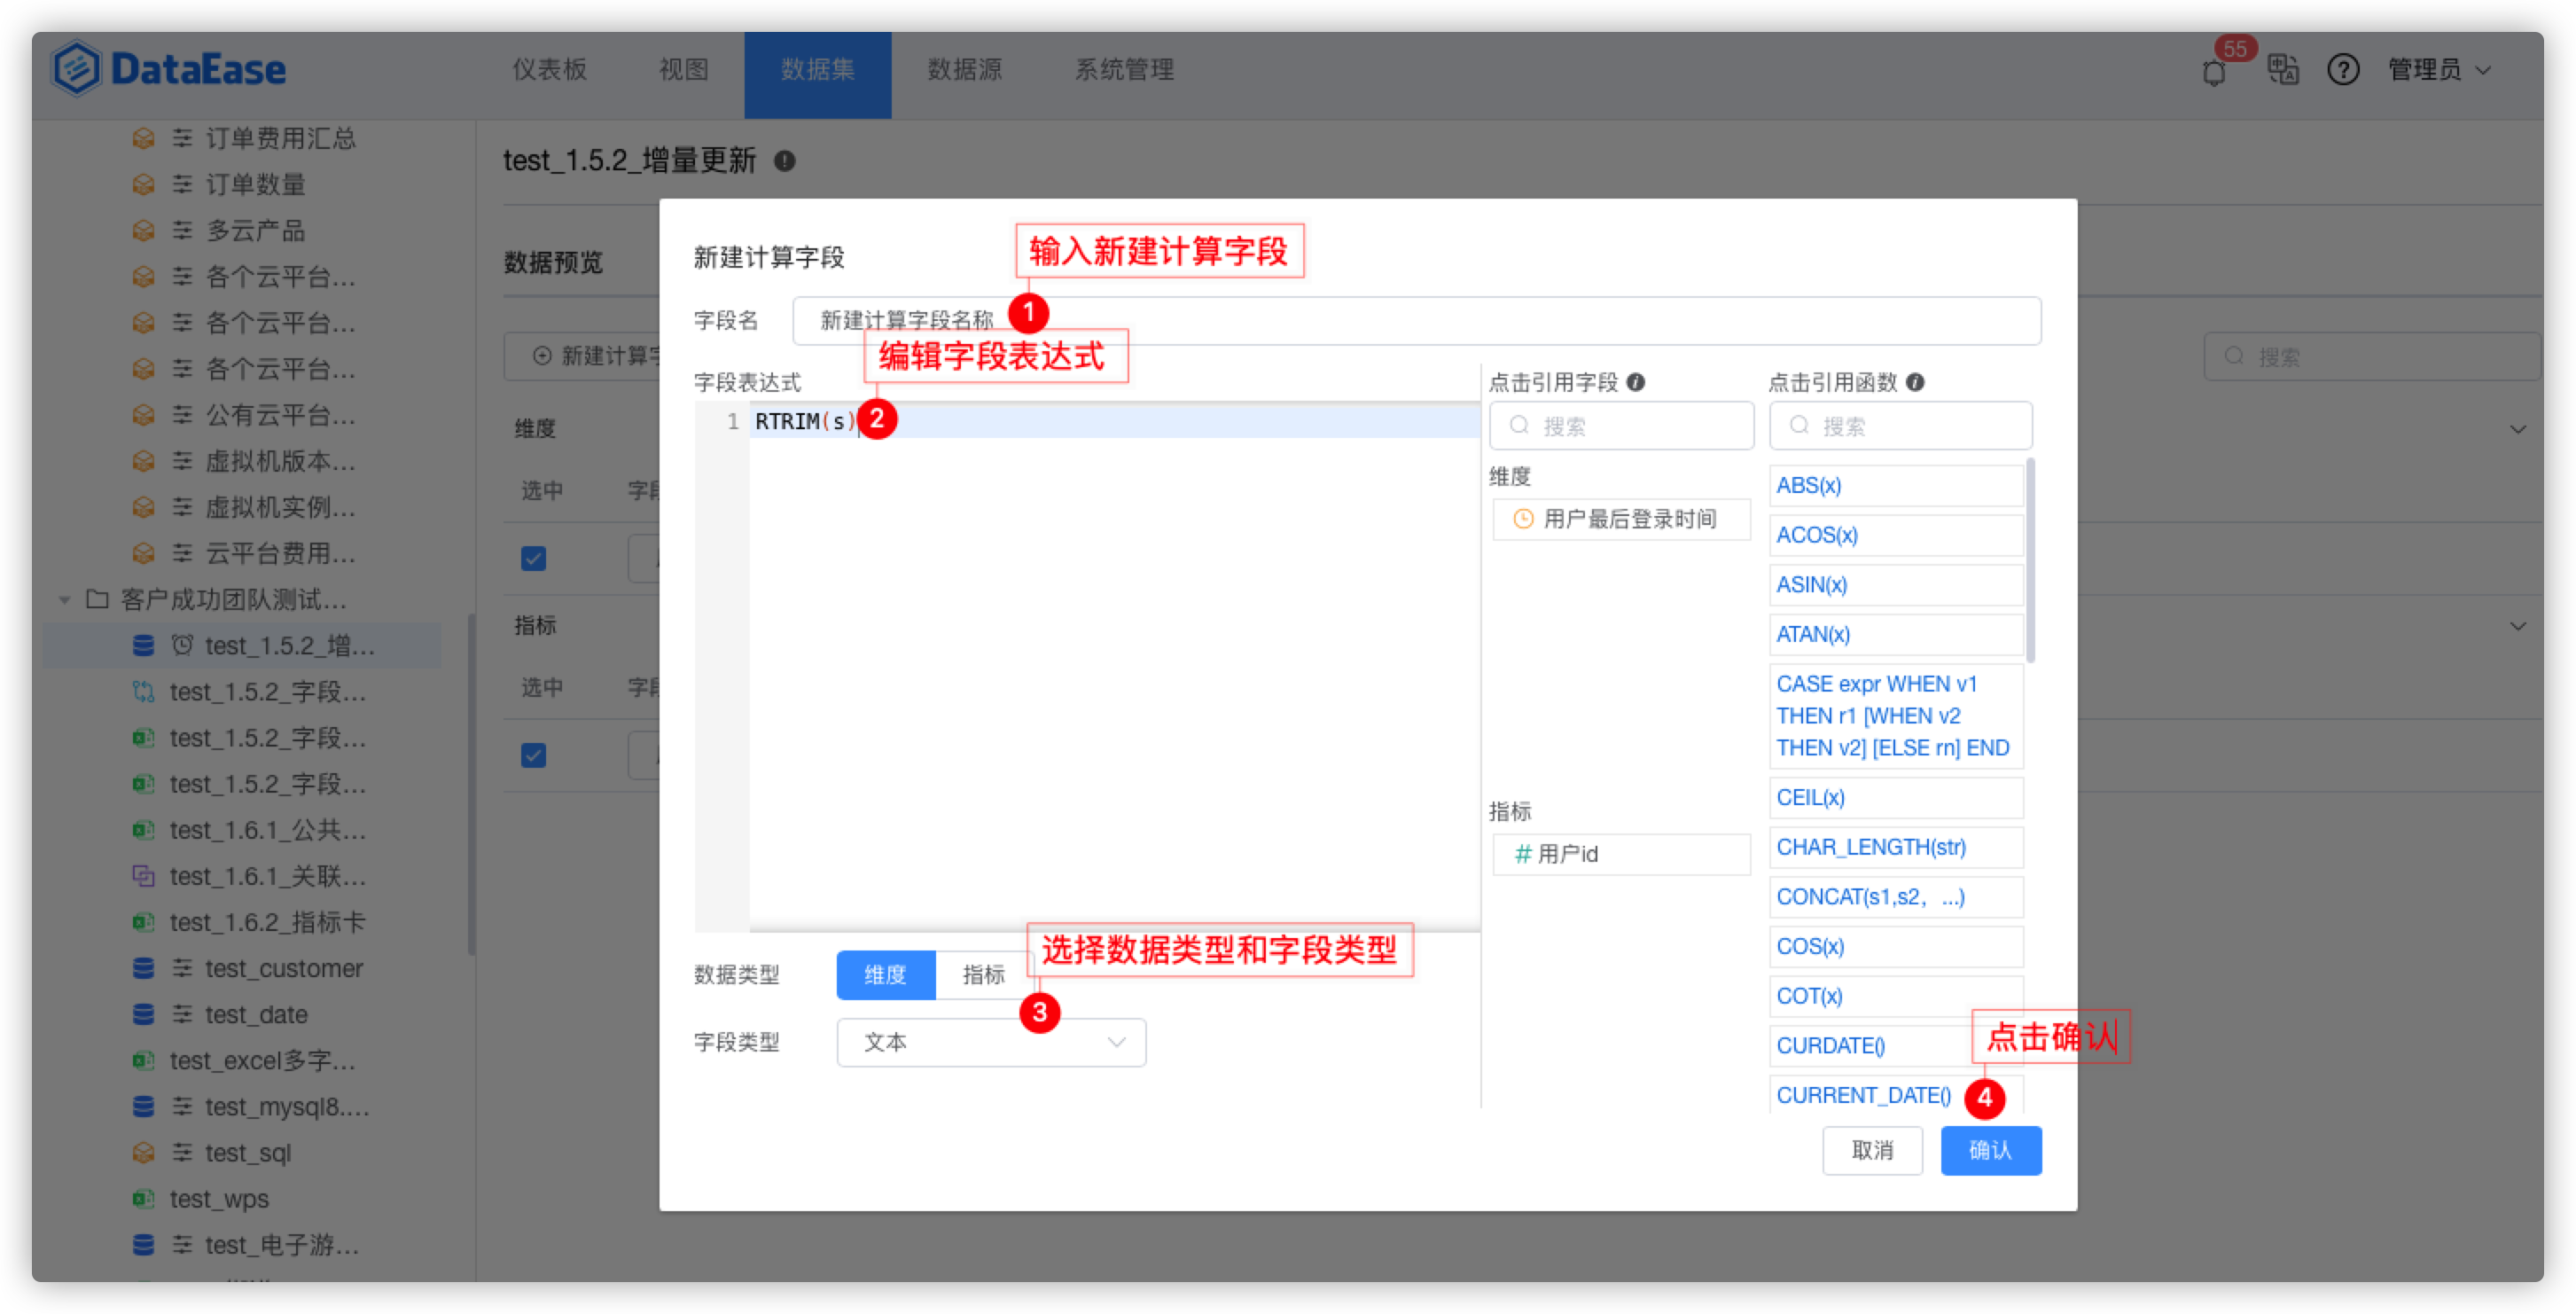 DataEase
仪表板
视图
数据集
数据源
系统管理
55
管理员
订单费用汇总
订单数量
多云产品
各个云平台...
各个云平台...
各个云平台...
公有云平台...
虚拟机版本...
虚拟机实例...
云平台费用...
客户成功团队测试...
test_1.5.2_增...
test_1.5.2_字段...
test_1.5.2_字段...
test_1.5.2_字段...
test_1.6.1_公共...
test_1.6.1_关联...
test_1.6.2_指标卡
test_customer
test_date
test_excel多字...
test_mysql8....
test_sql
test_wps
test_电子游...
test_1.5.2_增量更新
数据预览
新建计算字
搜索
维度
选中
字段
指标
选中
字段
新建计算字段
输入新建计算字段
字段名
新建计算字段名称
1
编辑字段表达式
字段表达式
1
RTRIM(s)
2
点击引用字段
搜索
维度
用户最后登录时间
指标
# 用户id
点击引用函数
搜索
ABS(x)
ACOS(x)
ASIN(x)
ATAN(x)
CASE expr WHEN v1
THEN r1 [WHEN v2
THEN v2] [ELSE rn] END
CEIL(x)
CHAR_LENGTH(str)
CONCAT(s1,s2，...)
COS(x)
COT(x)
CURDATE()
CURRENT_DATE()
选择数据类型和字段类型
数据类型
维度
指标
3
字段类型
文本
点击确认
4
取消
确认